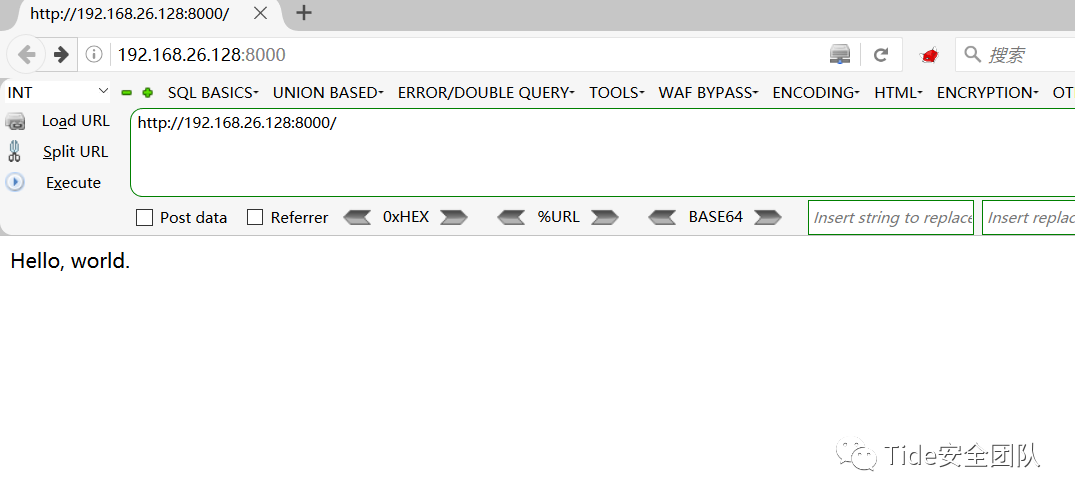 http://192.168.26.128:8000/
192.168.26.128:8000
搜索
INT SQL BASICS UNION BASED ERROR/DOUBLE QUERY TOOLS WAF BYPASS ENCODING HTML ENCRYPTION OT
Load URL
http://192.168.26.128:8000/
Split URL
Execute
Post data Referrer 0xHEX %URL BASE64 Insert string to replace Insert replac
Hello, world.
Tide安全团队